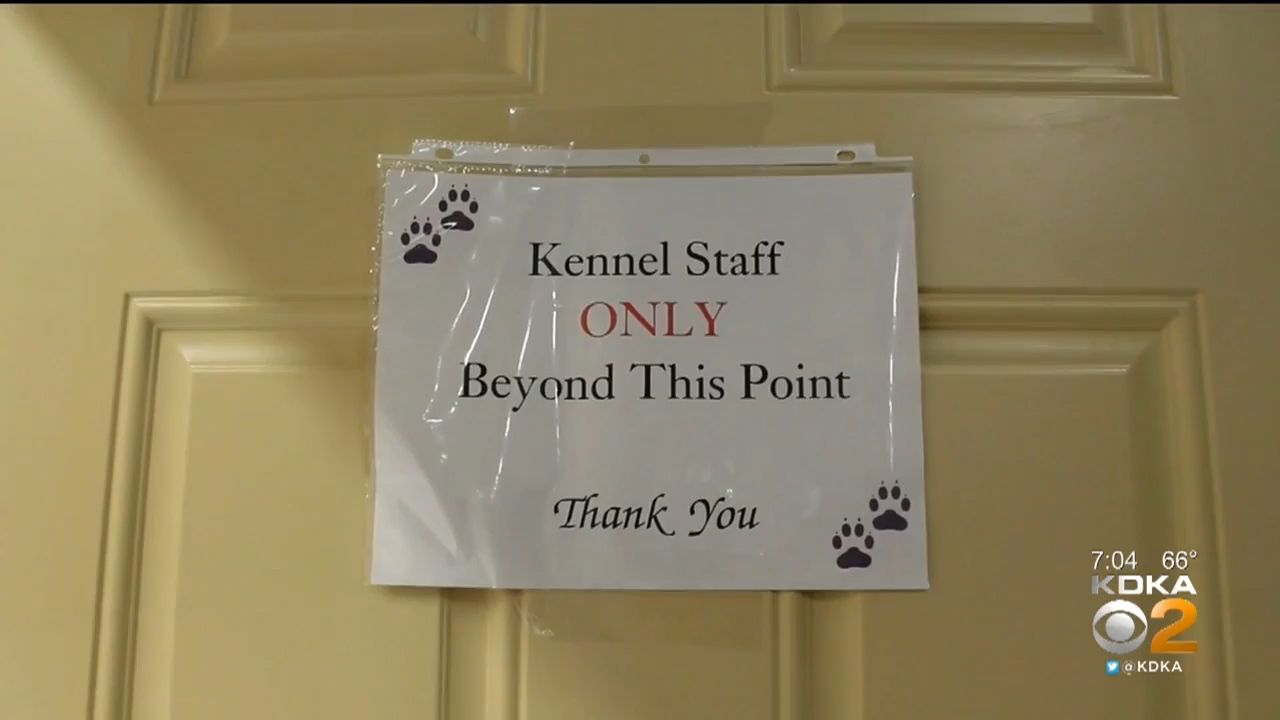 Kennel Staff
ONLY
Beyond This Point
Thank You
7:04 66°
KDKA
2
@KDKA